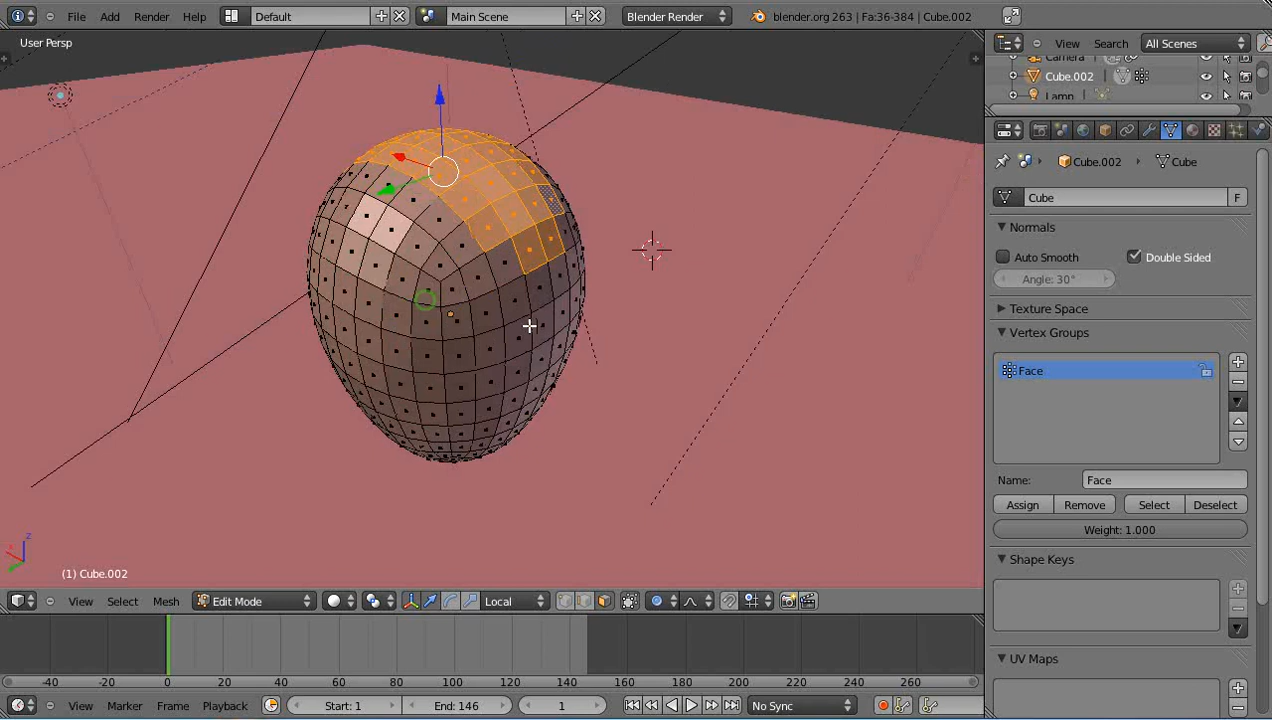 File Add Render Help Default Main Scene Blender Render blender.org 263 | Fa:36-384 | Cube.002
User Persp
View Search All Scenes
Camera
Cube.002
Lamp
Cube.002 Cube
Cube F
Normals
Auto Smooth Double Sided
Angle: 30°
Texture Space
Vertex Groups
Face
Name: Face
Assign Remove Select Deselect
Weight: 1.000
Shape Keys
UV Maps
z
x
(1) Cube.002
View Select Mesh Edit Mode Local
-40 -20 0 20 40 60 80 100 120 140 160 180 200 220 240 260
View Marker Frame Playback Start: 1 End: 146 1 No Sync